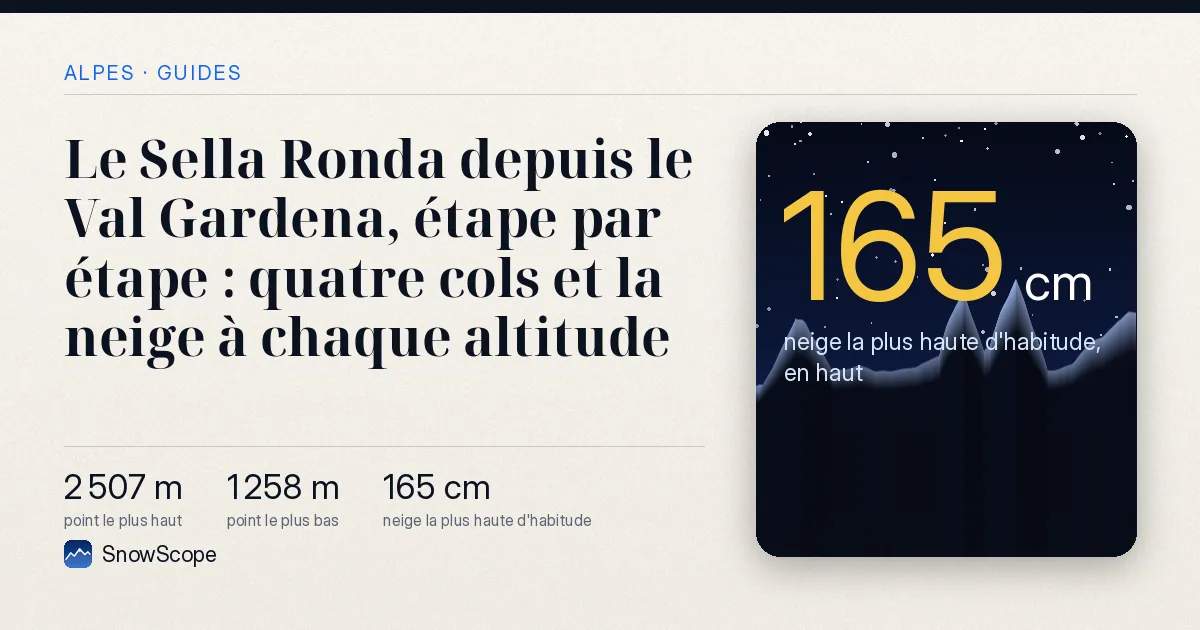 ALPES · GUIDES
Le Sella Ronda depuis le
Val Gardena, étape par
étape : quatre cols et la
neige à chaque altitude
165 cm
neige la plus haute d'habitude,
en haut
2 507 m
point le plus haut
1 258 m
point le plus bas
165 cm
neige la plus haute d'habitude
SnowScope